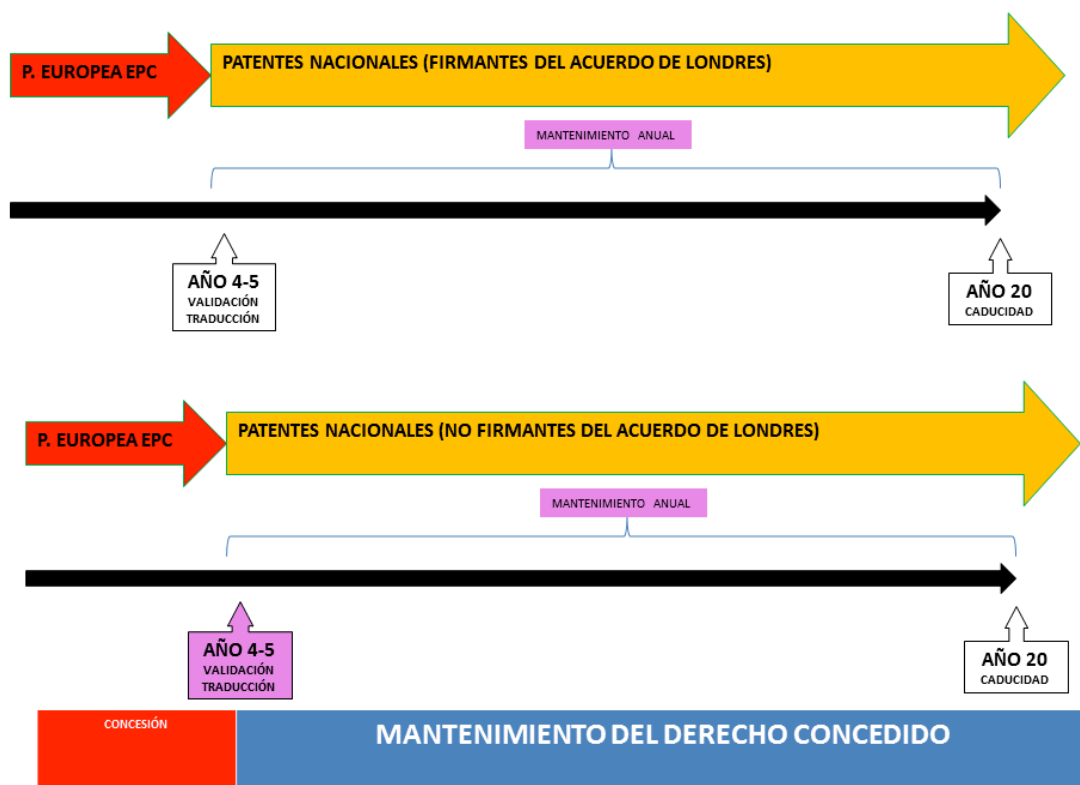 P. EUROPEA EPC
PATENTES NACIONALES (FIRMANTES DEL ACUERDO DE LONDRES)
MANTENIMIENTO ANUAL
AÑO 4-5
VALIDACIÓN
TRADUCCIÓN
AÑO 20
CADUCIDAD
P. EUROPEA EPC
PATENTES NACIONALES (NO FIRMANTES DEL ACUERDO DE LONDRES)
MANTENIMIENTO ANUAL
AÑO 4-5
VALIDACIÓN
TRADUCCIÓN
AÑO 20
CADUCIDAD
CONCESIÓN
MANTENIMIENTO DEL DERECHO CONCEDIDO